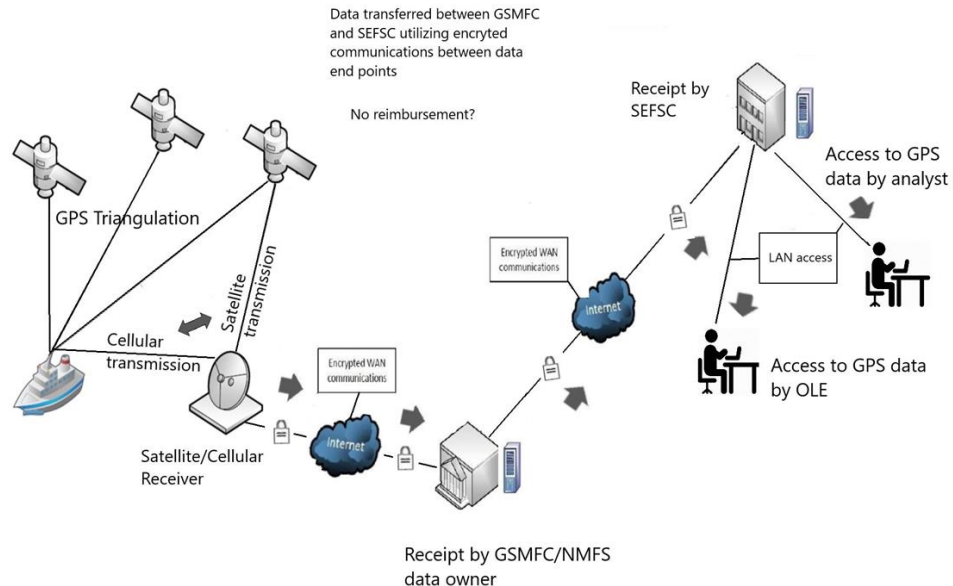 Data transferred between GSMFC
and SEFSC utilizing encryted
communications between data
end points
No reimbursement?
Receipt by
SEFSC
Access to GPS
data by analyst
GPS Triangulation
Satellite
transmission
Cellular
transmission
Encrypted WAN
communications
Internet
LAN access
Encrypted WAN
communications
Internet
Access to GPS data
by OLE
Satellite/Cellular
Receiver
Receipt by GSMFC/NMFS
data owner